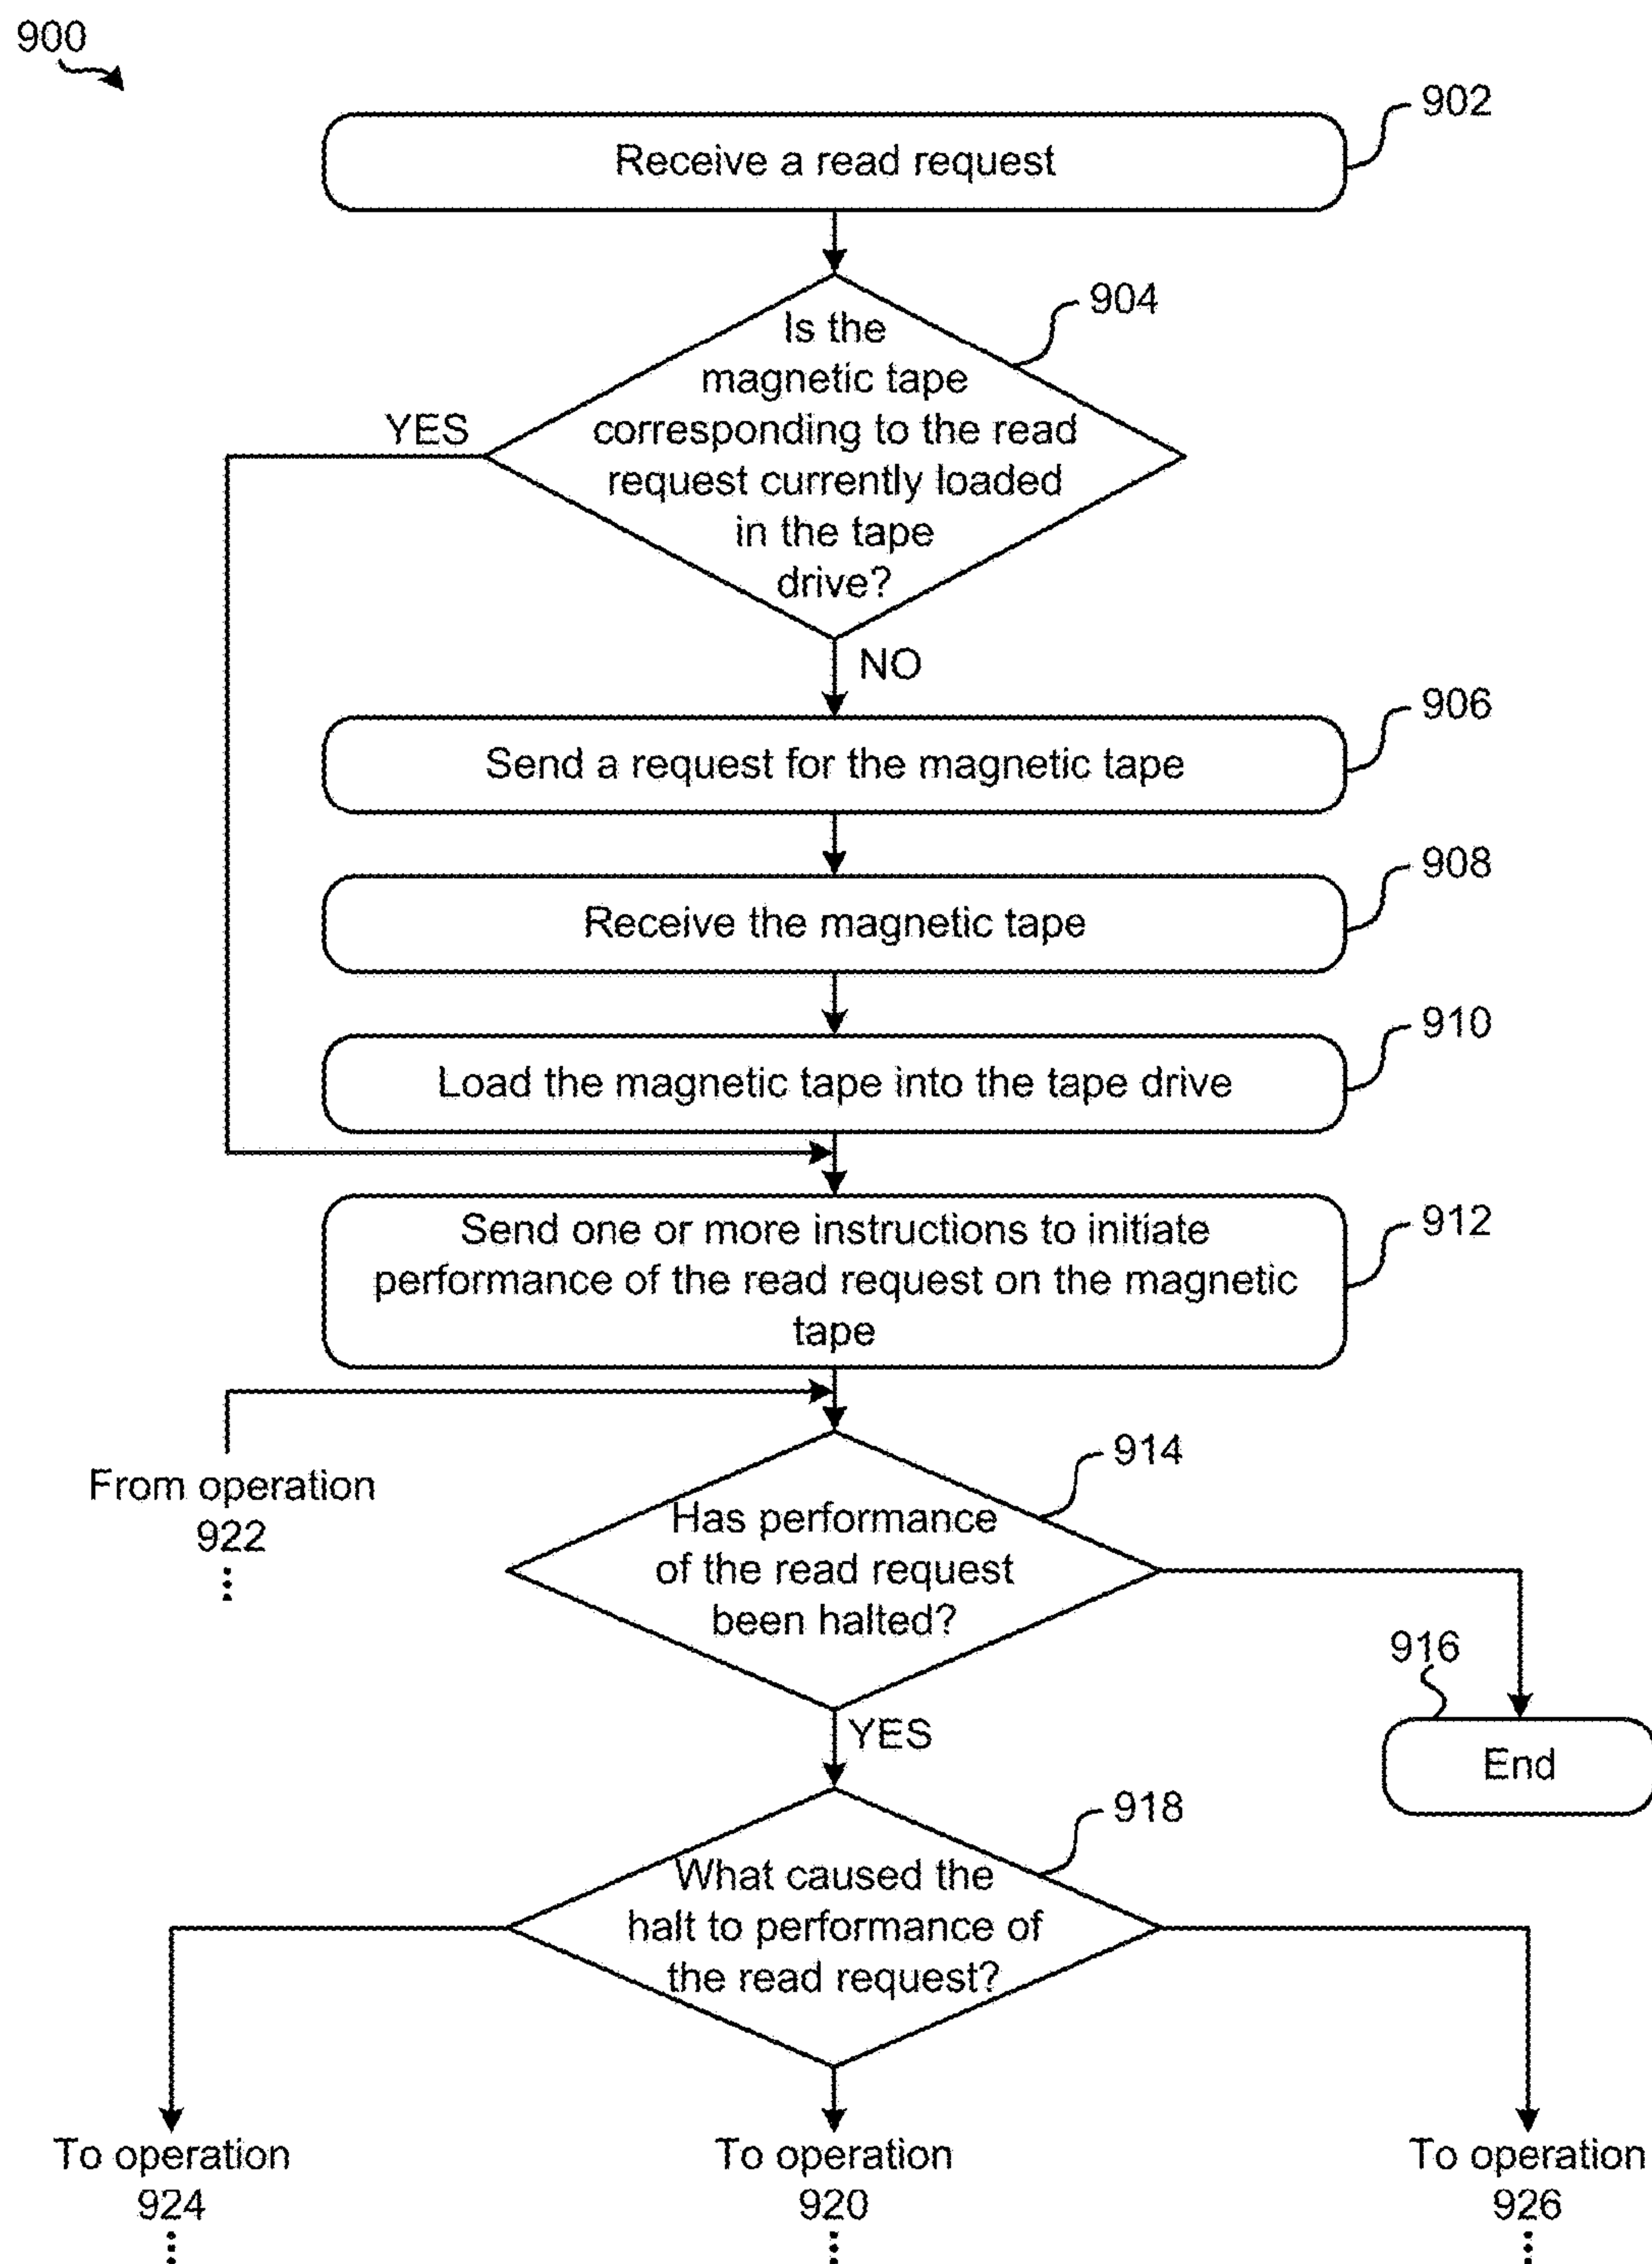 900
902
Receive a read request
904
Is the
magnetic tape
corresponding to the read
request currently loaded
in the tape
drive?
YES
NO
906
Send a request for the magnetic tape
908
Receive the magnetic tape
910
Load the magnetic tape into the tape drive
912
Send one or more instructions to initiate
performance of the read request on the magnetic
tape
From operation
922
914
Has performance
of the read request
been halted?
916
End
YES
918
What caused the
halt to performance of
the read request?
To operation
924
To operation
920
To operation
926